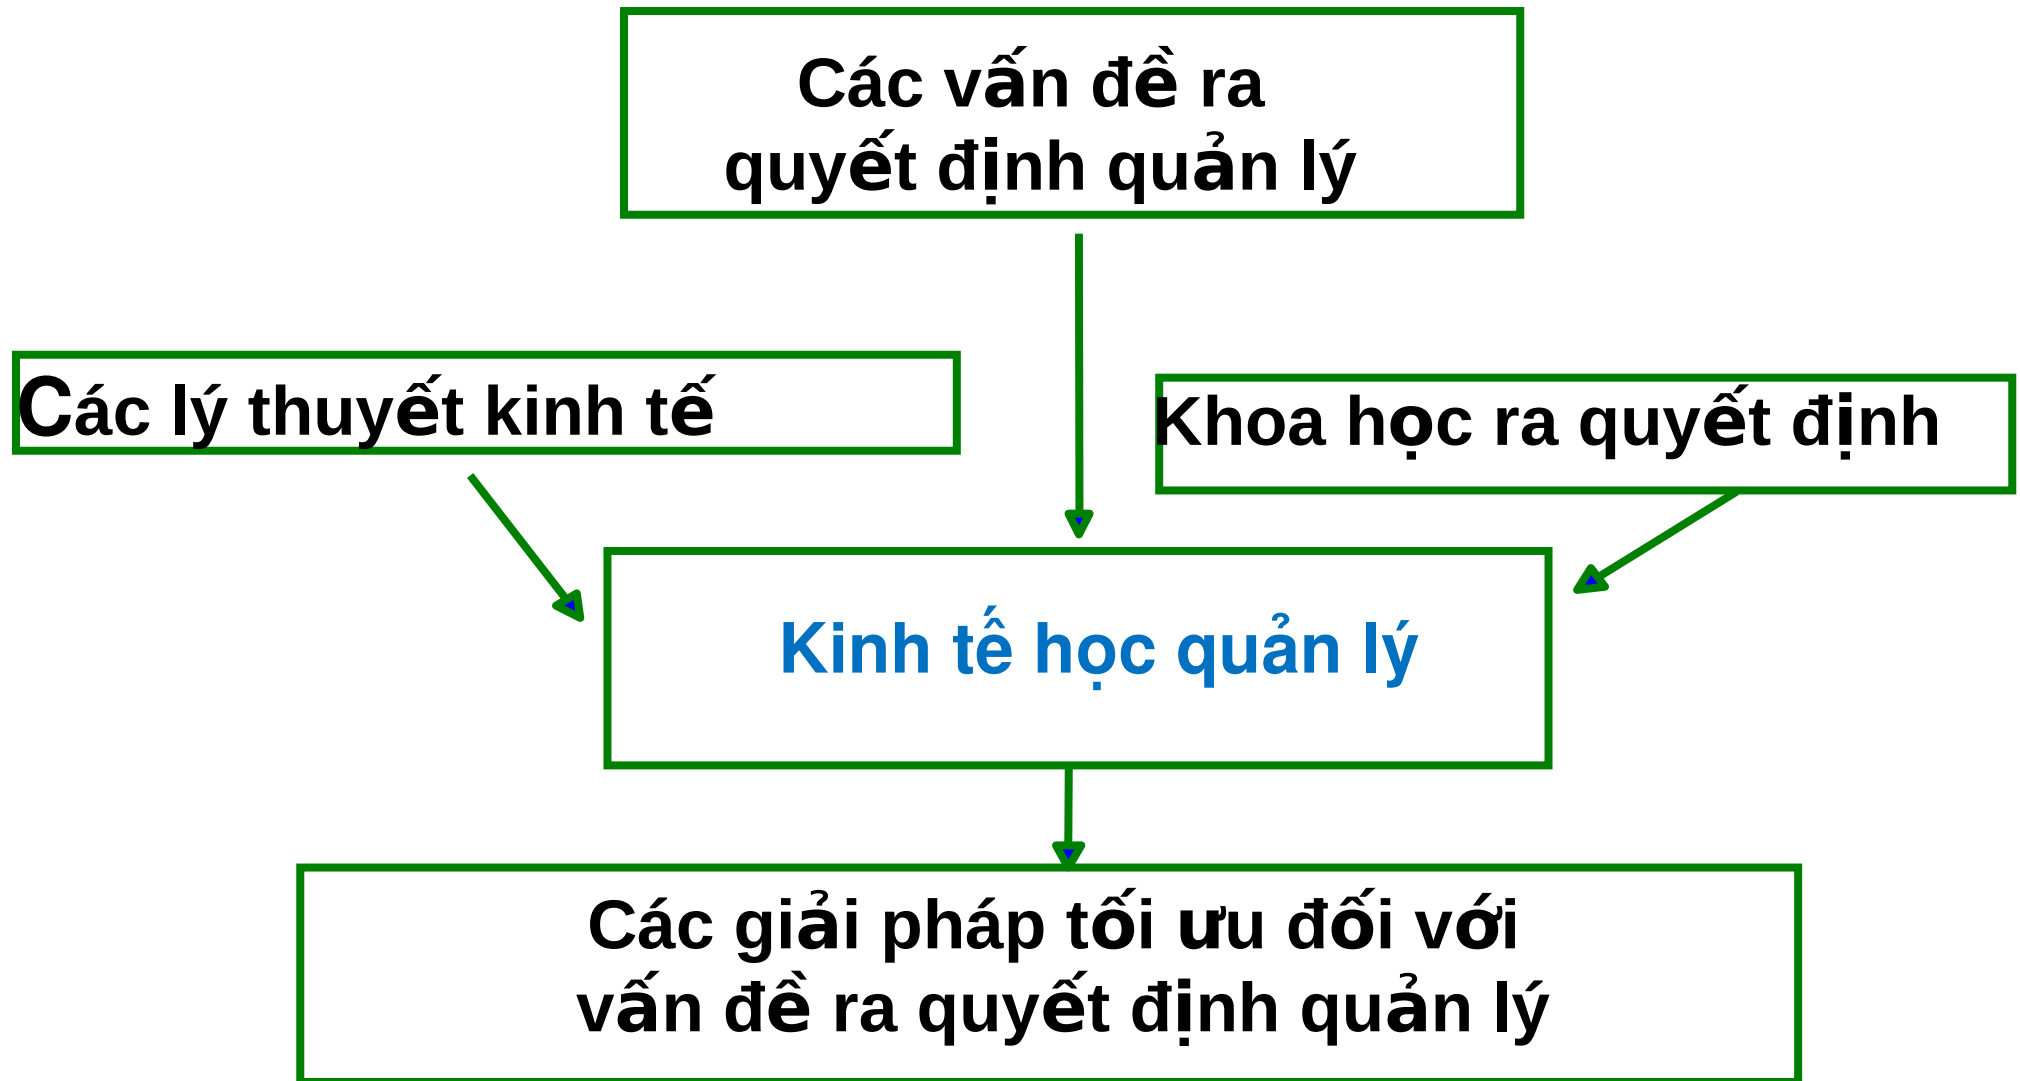 Các vấn đề ra
quyết định quản lý
Các lý thuyết kinh tế
Khoa học ra quyết định
Kinh tế học quản lý
Các giải pháp tối ưu đối với
vấn đề ra quyết định quản lý